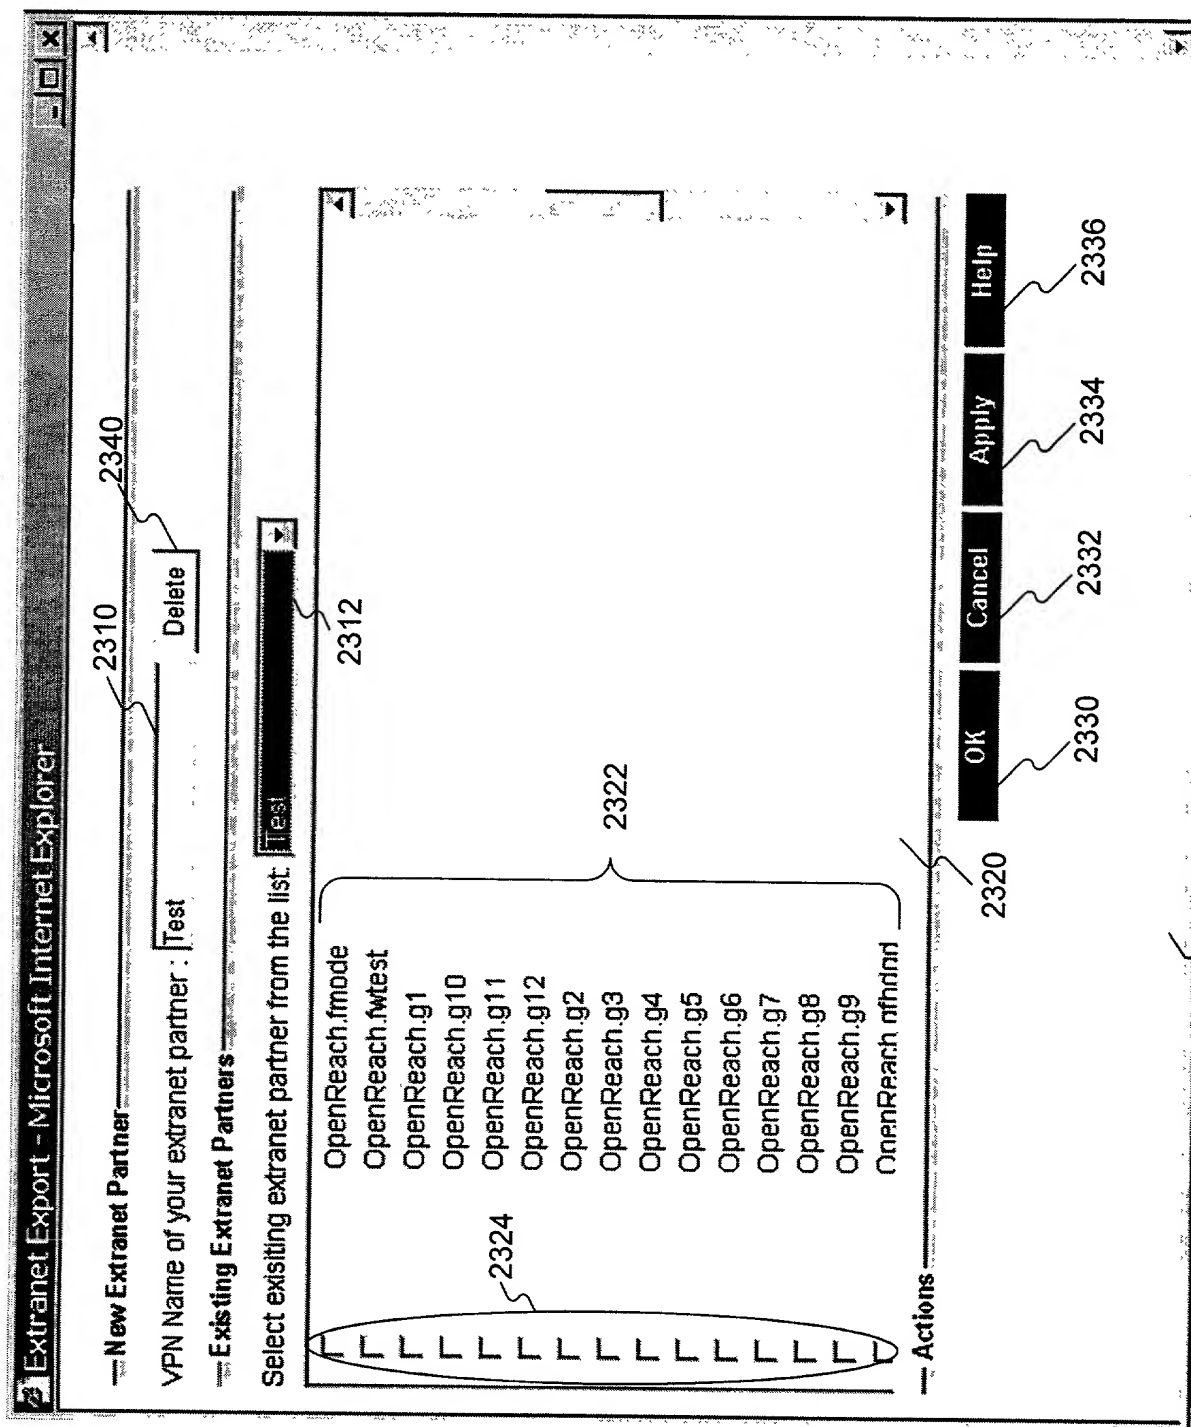 Extranet Export - Microsoft Internet Explorer
New Extranet Partner
2310
2340
VPN Name of your extranet partner : Test
Delete
Existing Extranet Partners
Select exisiting extranet partner from the list: Test
2312
2324
OpenReach.fmode
OpenReach.fwtest
OpenReach.g1
OpenReach.g10
OpenReach.g11
OpenReach.g12
OpenReach.g2
OpenReach.g3
OpenReach.g4
OpenReach.g5
OpenReach.g6
OpenReach.g7
OpenReach.g8
OpenReach.g9
2322
2320
Actions
OK
Cancel
Apply
Help
2330
2332
2334
2336